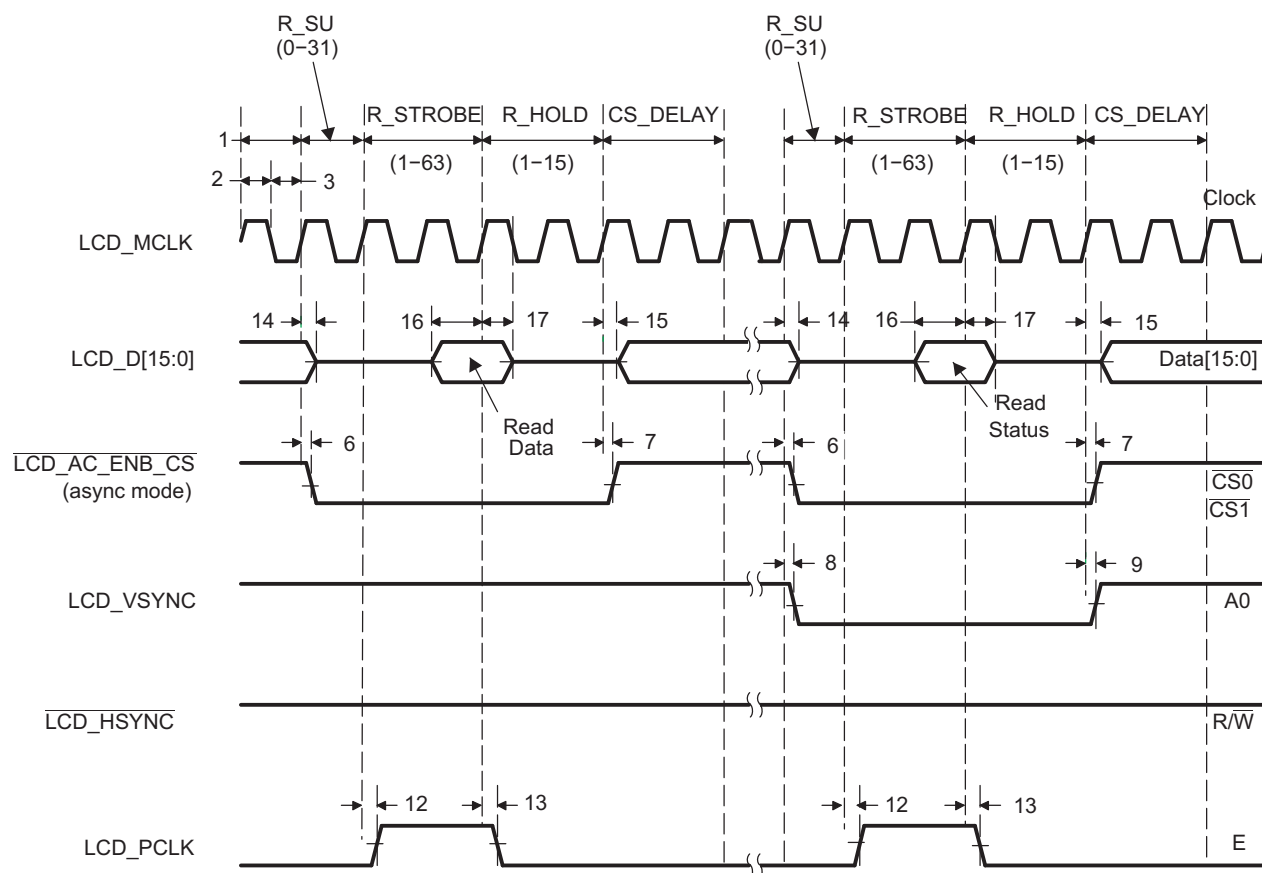 R_SU
(0−31)
R_SU
(0−31)
R_STROBE R_HOLD CS_DELAY R_STROBE R_HOLD CS_DELAY
1
(1−63) (1−15) (1−63) (1−15)
2 3
Clock
LCD_MCLK
14 16 17 15 14 16 17 15
LCD_D[15:0] Data[15:0]
Read
Data
Read
Status
6 7 6 7
LCD_AC_ENB_CS
(async mode)
CS0
CS1
8 9
LCD_VSYNC A0
LCD_HSYNC R/W
12 13 12 13
LCD_PCLK E